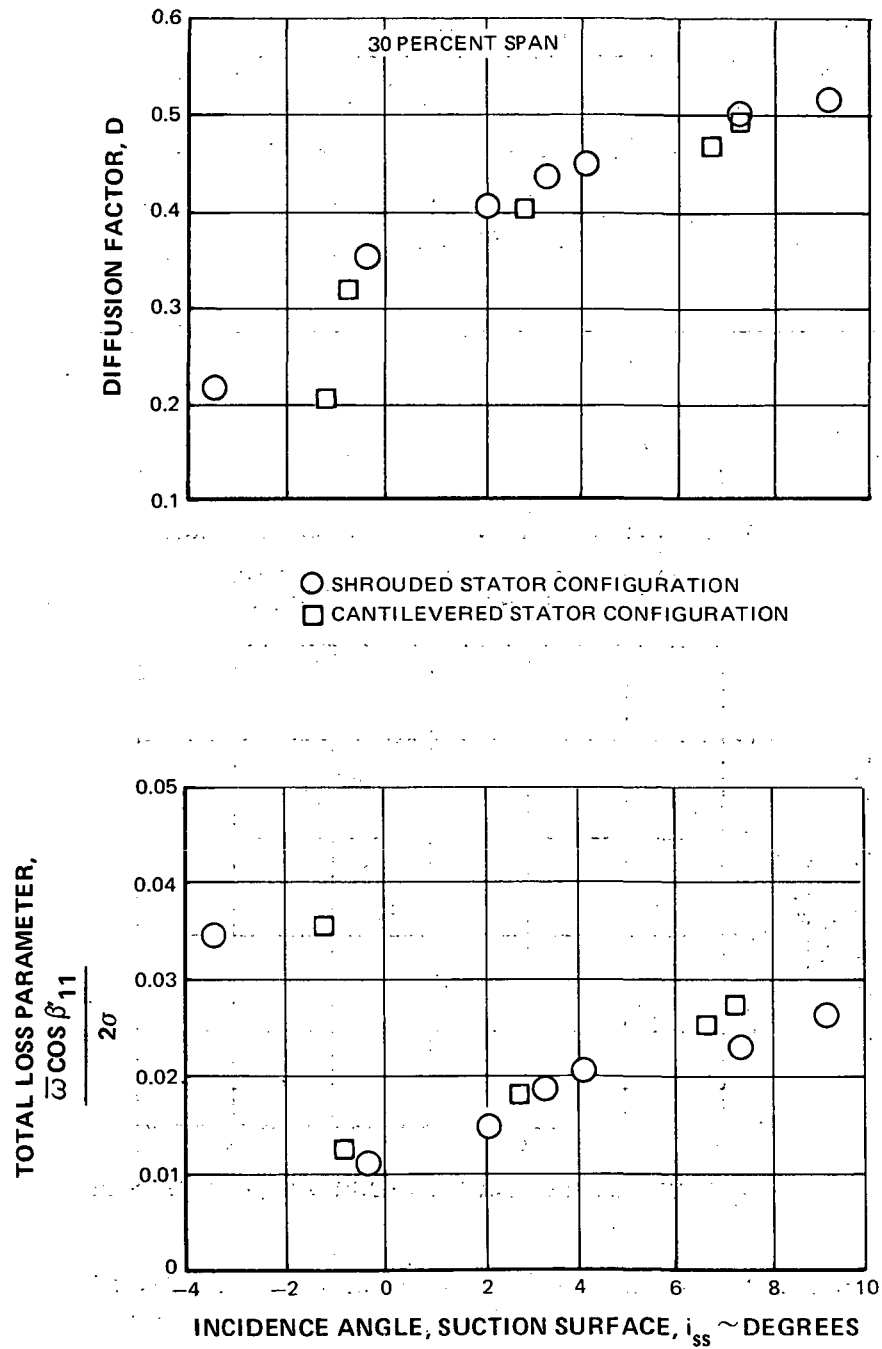 0.6
30 PERCENT SPAN
0.5
0.4
0.3
0.2
0.1
DIFFUSION FACTOR, D
SHROUDED STATOR CONFIGURATION
CANTILEVERED STATOR CONFIGURATION
0.05
0.04
0.03
0.02
0.01
0
TOTAL LOSS PARAMETER,
ω̅ COS β′11
2σ
−4 −2 0 2 4 6 8 10
INCIDENCE ANGLE, SUCTION SURFACE, iss ~ DEGREES